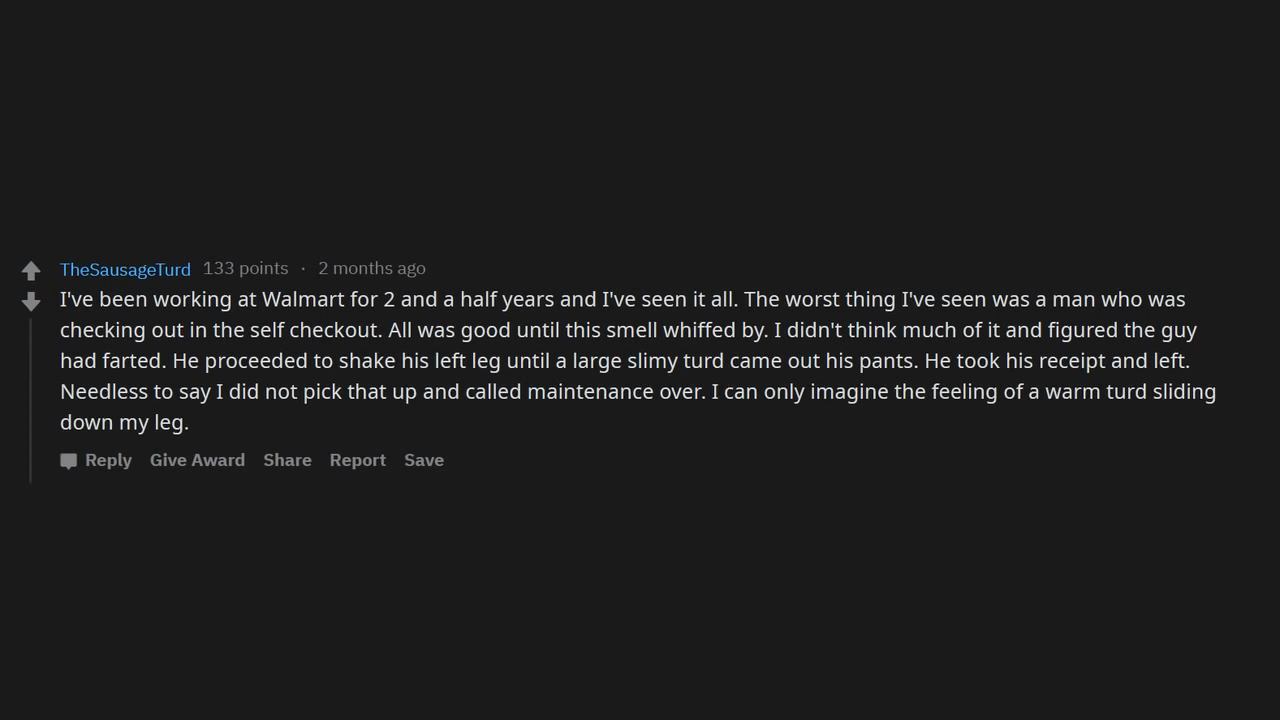 TheSausageTurd 133 points · 2 months ago
I've been working at Walmart for 2 and a half years and I've seen it all. The worst thing I've seen was a man who was
checking out in the self checkout. All was good until this smell whiffed by. I didn't think much of it and figured the guy
had farted. He proceeded to shake his left leg until a large slimy turd came out his pants. He took his receipt and left.
Needless to say I did not pick that up and called maintenance over. I can only imagine the feeling of a warm turd sliding
down my leg.
Reply Give Award Share Report Save